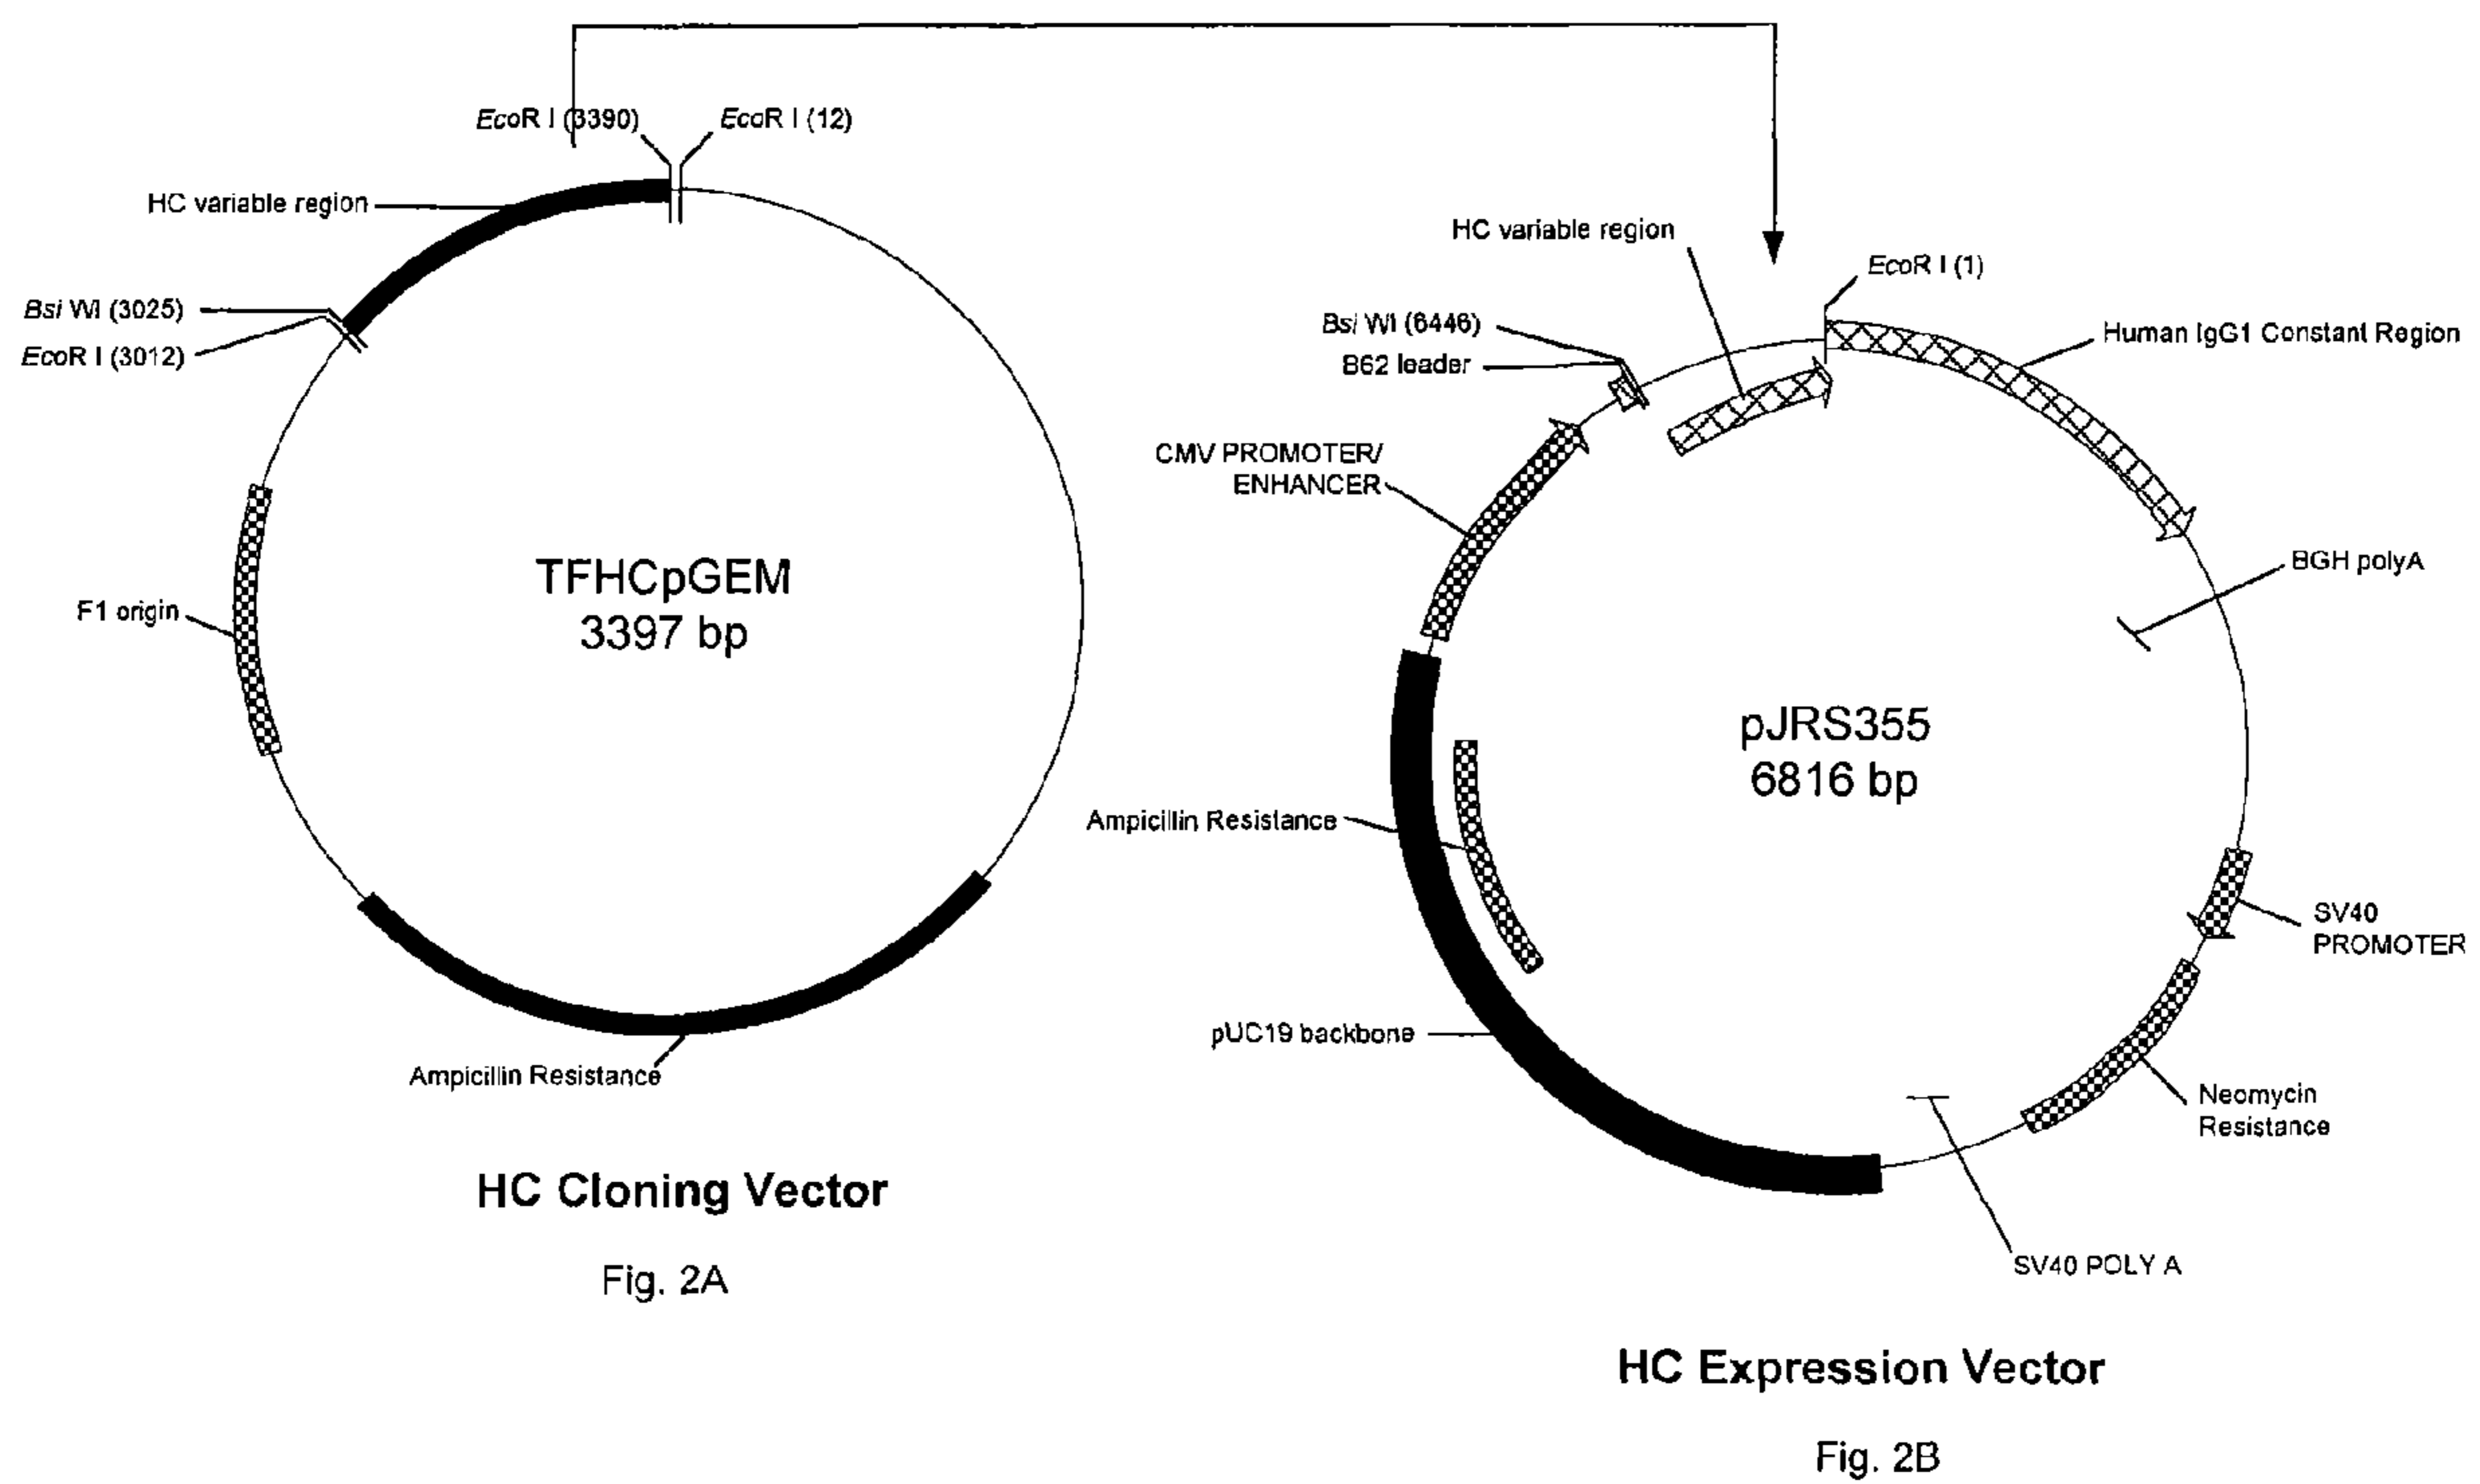 EcoR I (3390)
EcoR I (12)
HC variable region
Bsi WI (3025)
EcoR I (3012)
F1 origin
TFHCpGEM
3397 bp
Ampicillin Resistance
HC Cloning Vector
Fig. 2A
HC variable region
EcoR I (1)
Bsi WI (6446)
B62 leader
Human IgG1 Constant Region
CMV PROMOTER/
ENHANCER
BGH polyA
pJRS355
6816 bp
Ampicillin Resistance
SV40
PROMOTER
pUC19 backbone
Neomycin
Resistance
SV40 POLY A
HC Expression Vector
Fig. 2B